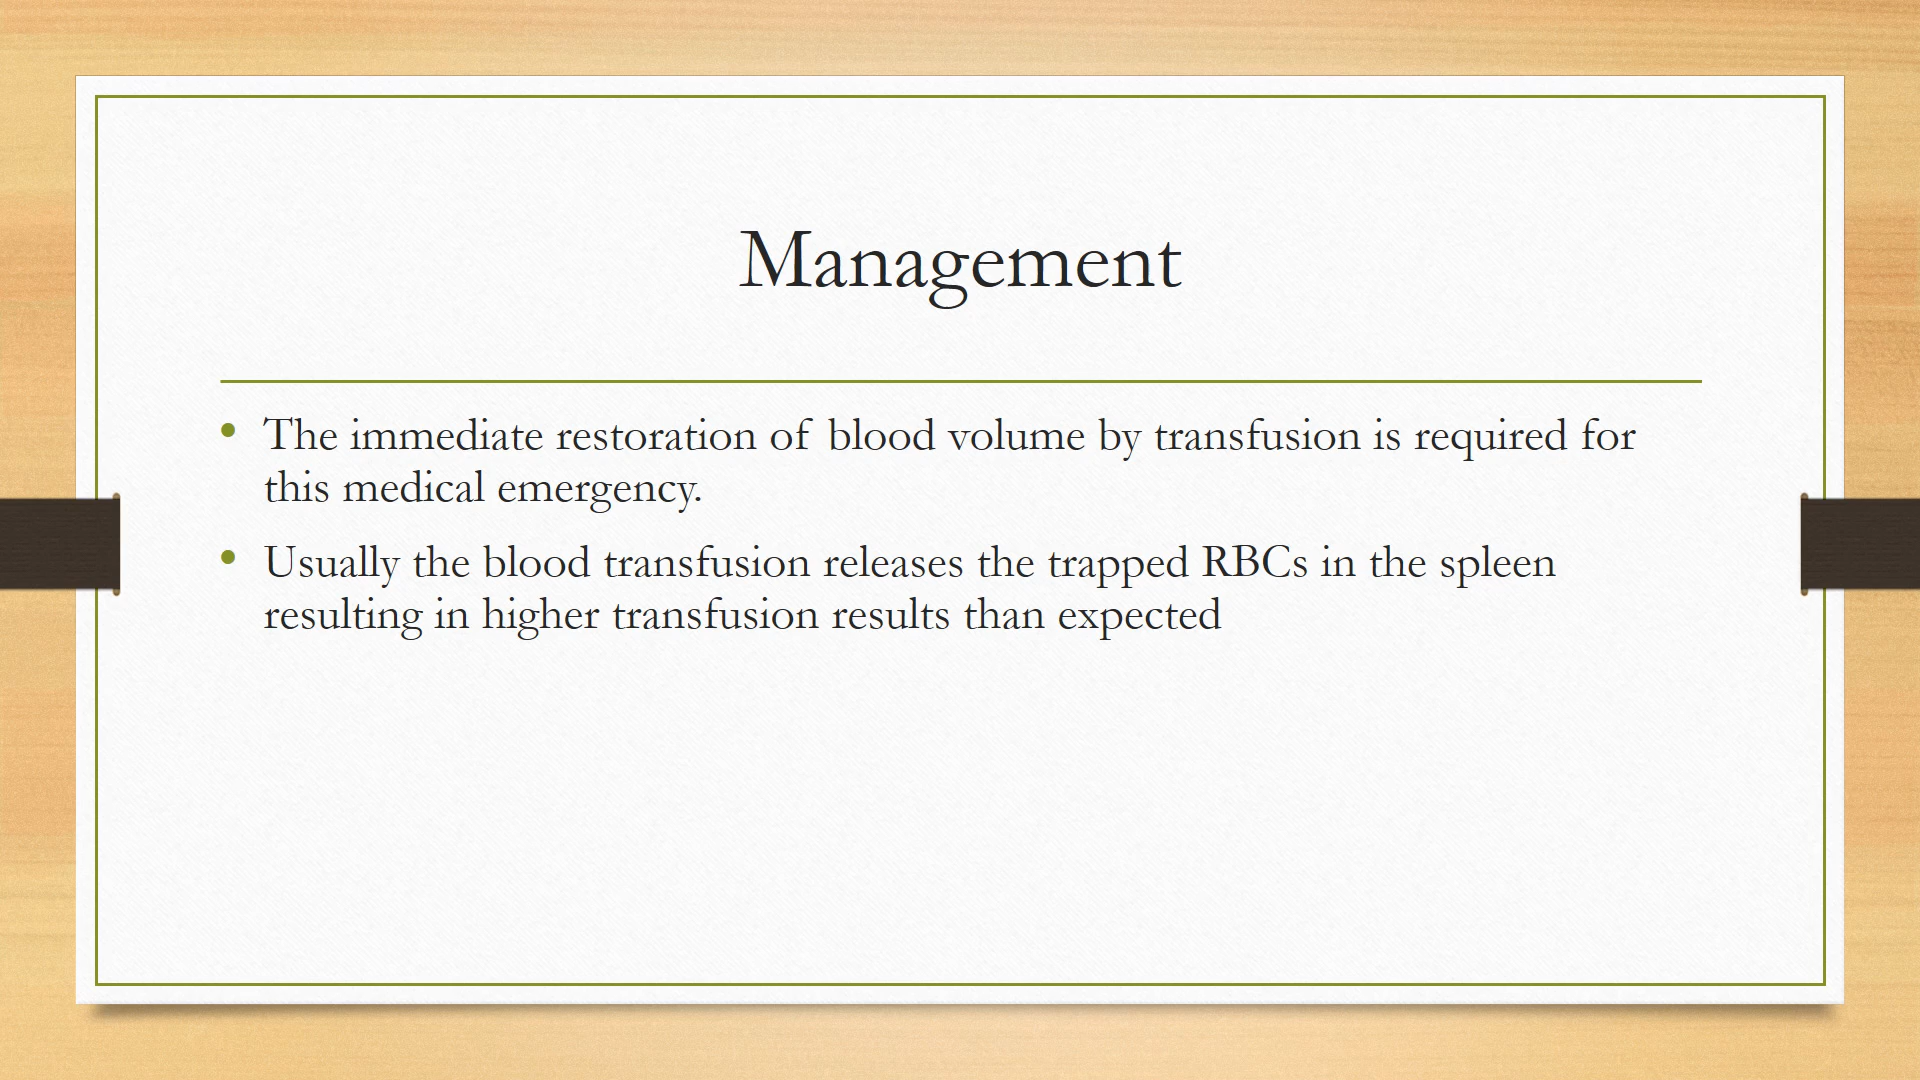 Management
• The immediate restoration of blood volume by transfusion is required for
this medical emergency.
• Usually the blood transfusion releases the trapped RBCs in the spleen
resulting in higher transfusion results than expected